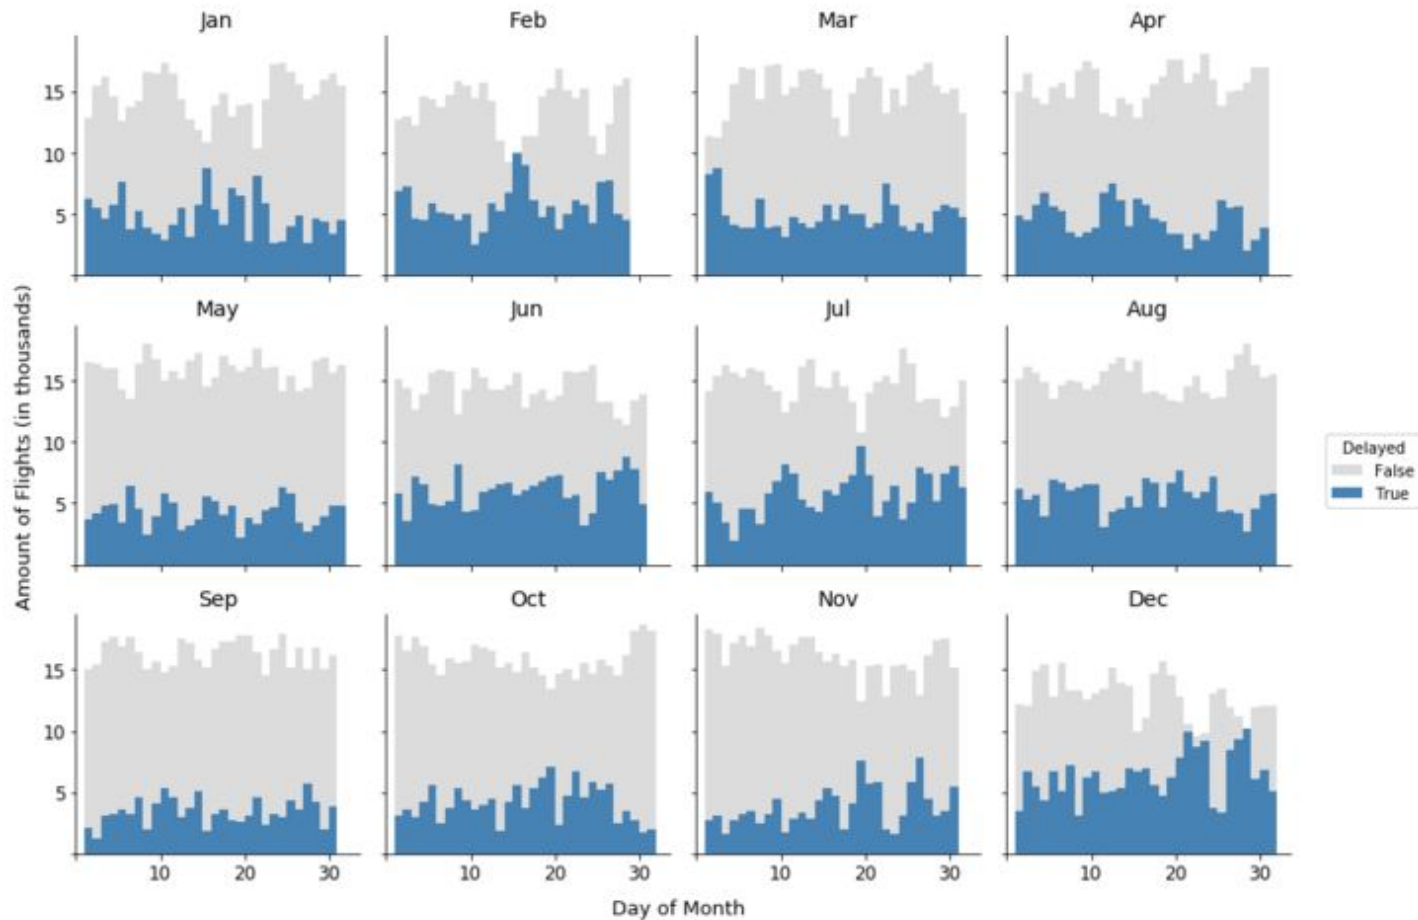 Jan Feb Mar Apr
15
10
5
May Jun Jul Aug
15
10
5
Sep Oct Nov Dec
15
10
5
10 20 30 10 20 30 10 20 30 10 20 30
Amount of Flights (in thousands)
Day of Month
Delayed
False
True